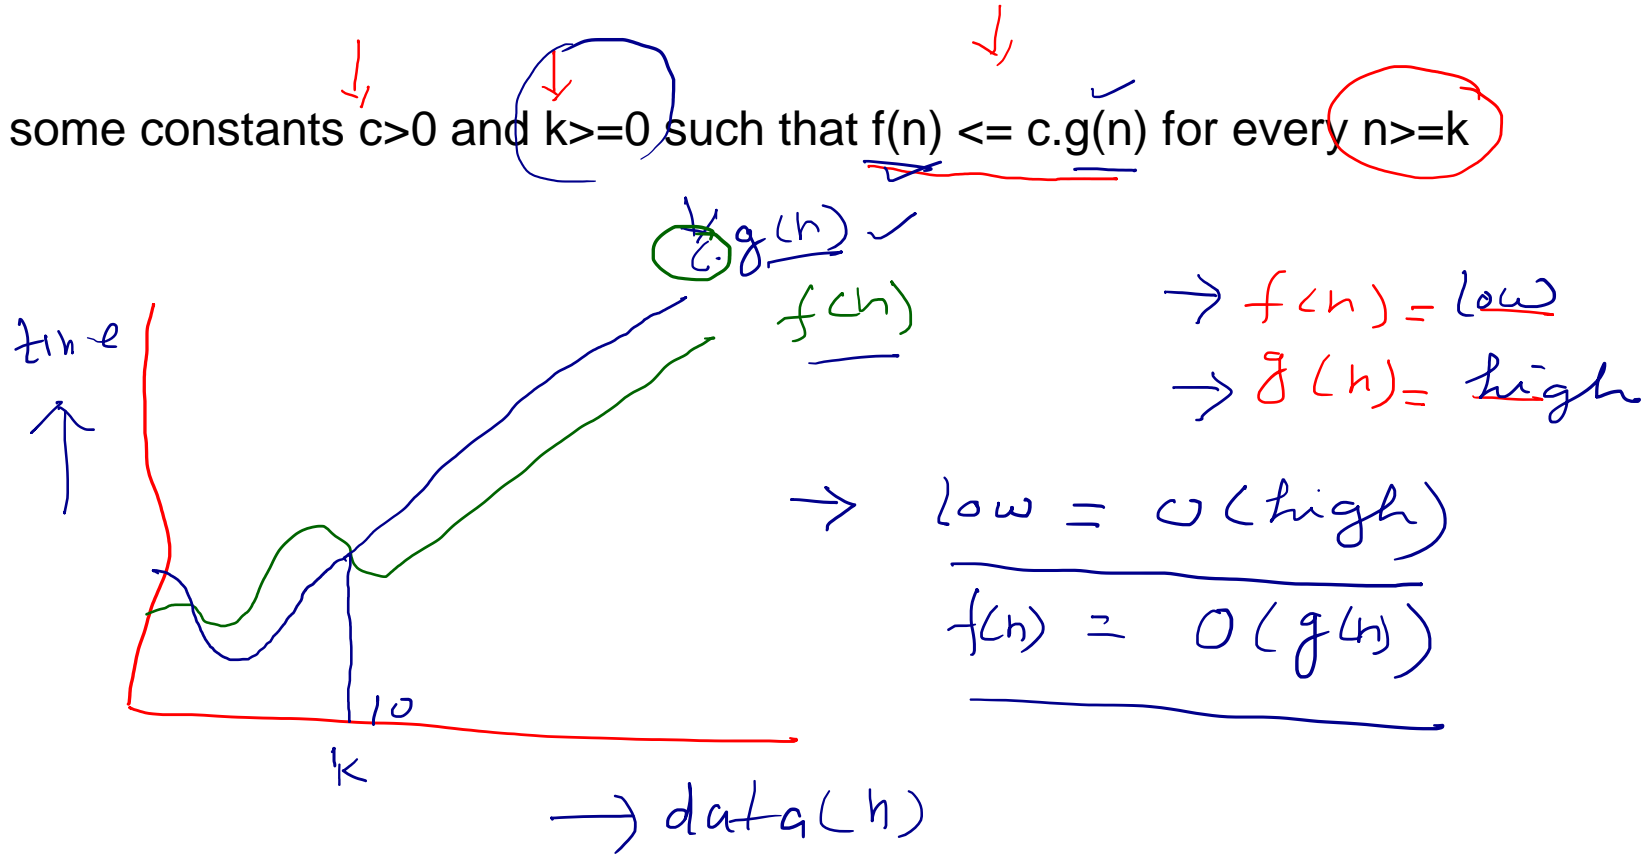 some constants c>0 and k>=0 such that f(n) <= c.g(n) for every n>=k
c.g(n) ✓
f(n)
time
→ f(n) = low
→ g(n) = high
→ low = O(high)
f(n) = O(g(n))
10
k
→ data(n)